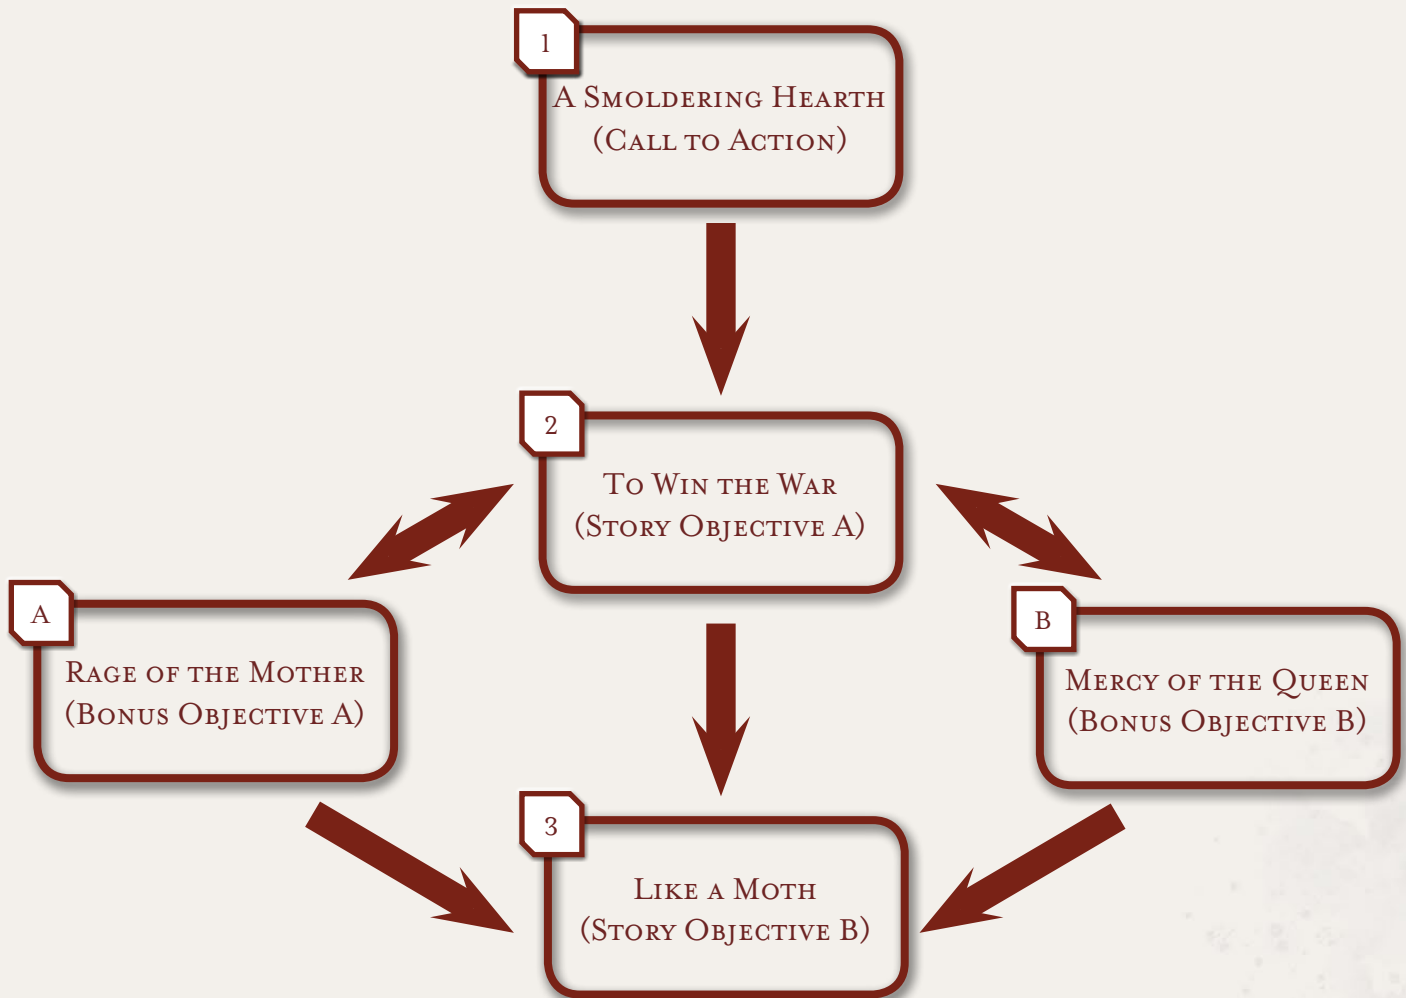 1
A Smoldering Hearth
(Call to Action)
2
To Win the War
(Story Objective A)
A
Rage of the Mother
(Bonus Objective A)
B
Mercy of the Queen
(Bonus Objective B)
3
Like a Moth
(Story Objective B)